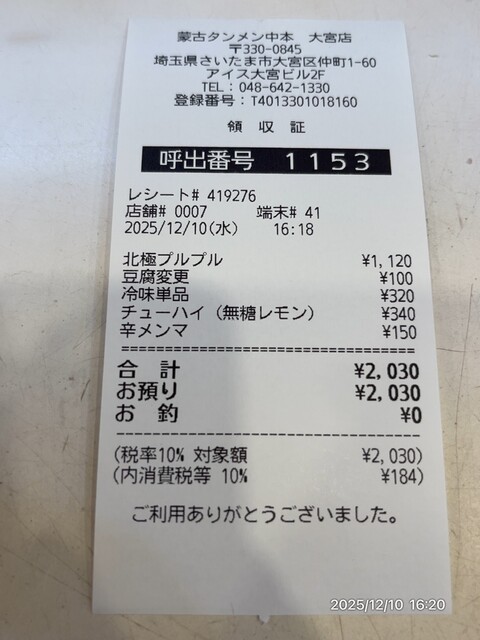 蒙古タンメン中本 大宮店
〒330-0845
埼玉県さいたま市大宮区仲町1-60
アイス大宮ビル2F
TEL：048-642-1330
登録番号：T4013301018160
領 収 証
呼出番号 1153
レシート# 419276
店舗# 0007 端末# 41
2025/12/10(水) 16:18
北極プルプル ¥1,120
豆腐変更 ¥100
冷味単品 ¥320
チューハイ（無糖レモン） ¥340
辛メンマ ¥150
合 計 ¥2,030
お預り ¥2,030
お 釣 ¥0
(税率10% 対象額 ¥2,030)
(内消費税等 10% ¥184)
ご利用ありがとうございました。
2025/12/10 16:20